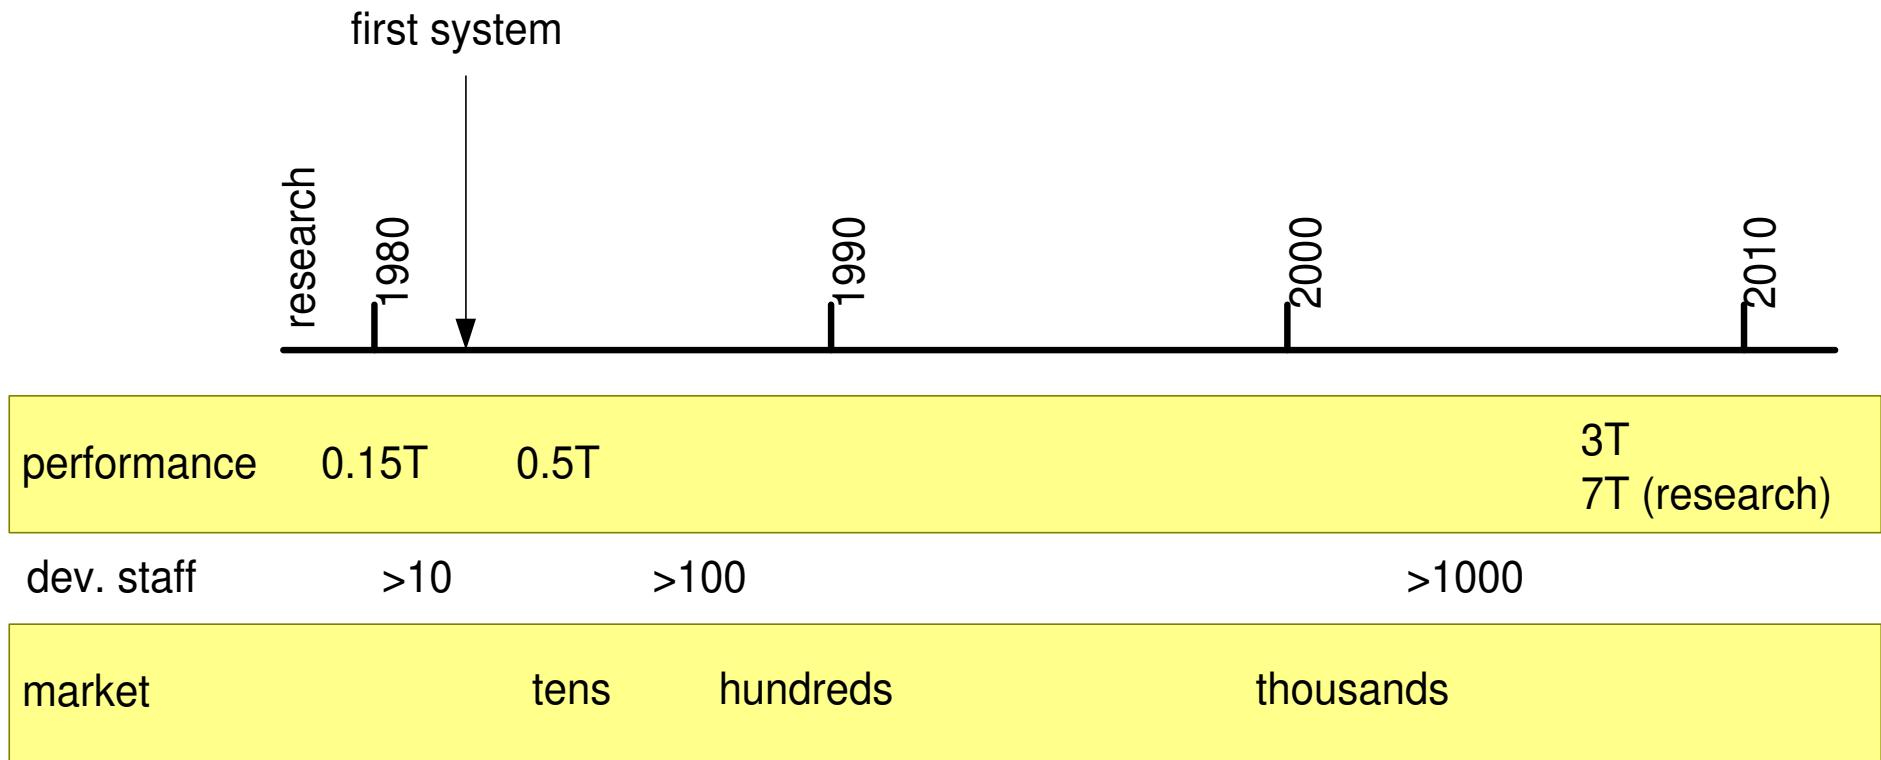 first system
research
1980
1990
2000
2010
performance 0.15T 0.5T 3T
7T (research)
dev. staff >10 >100 >1000
market tens hundreds thousands